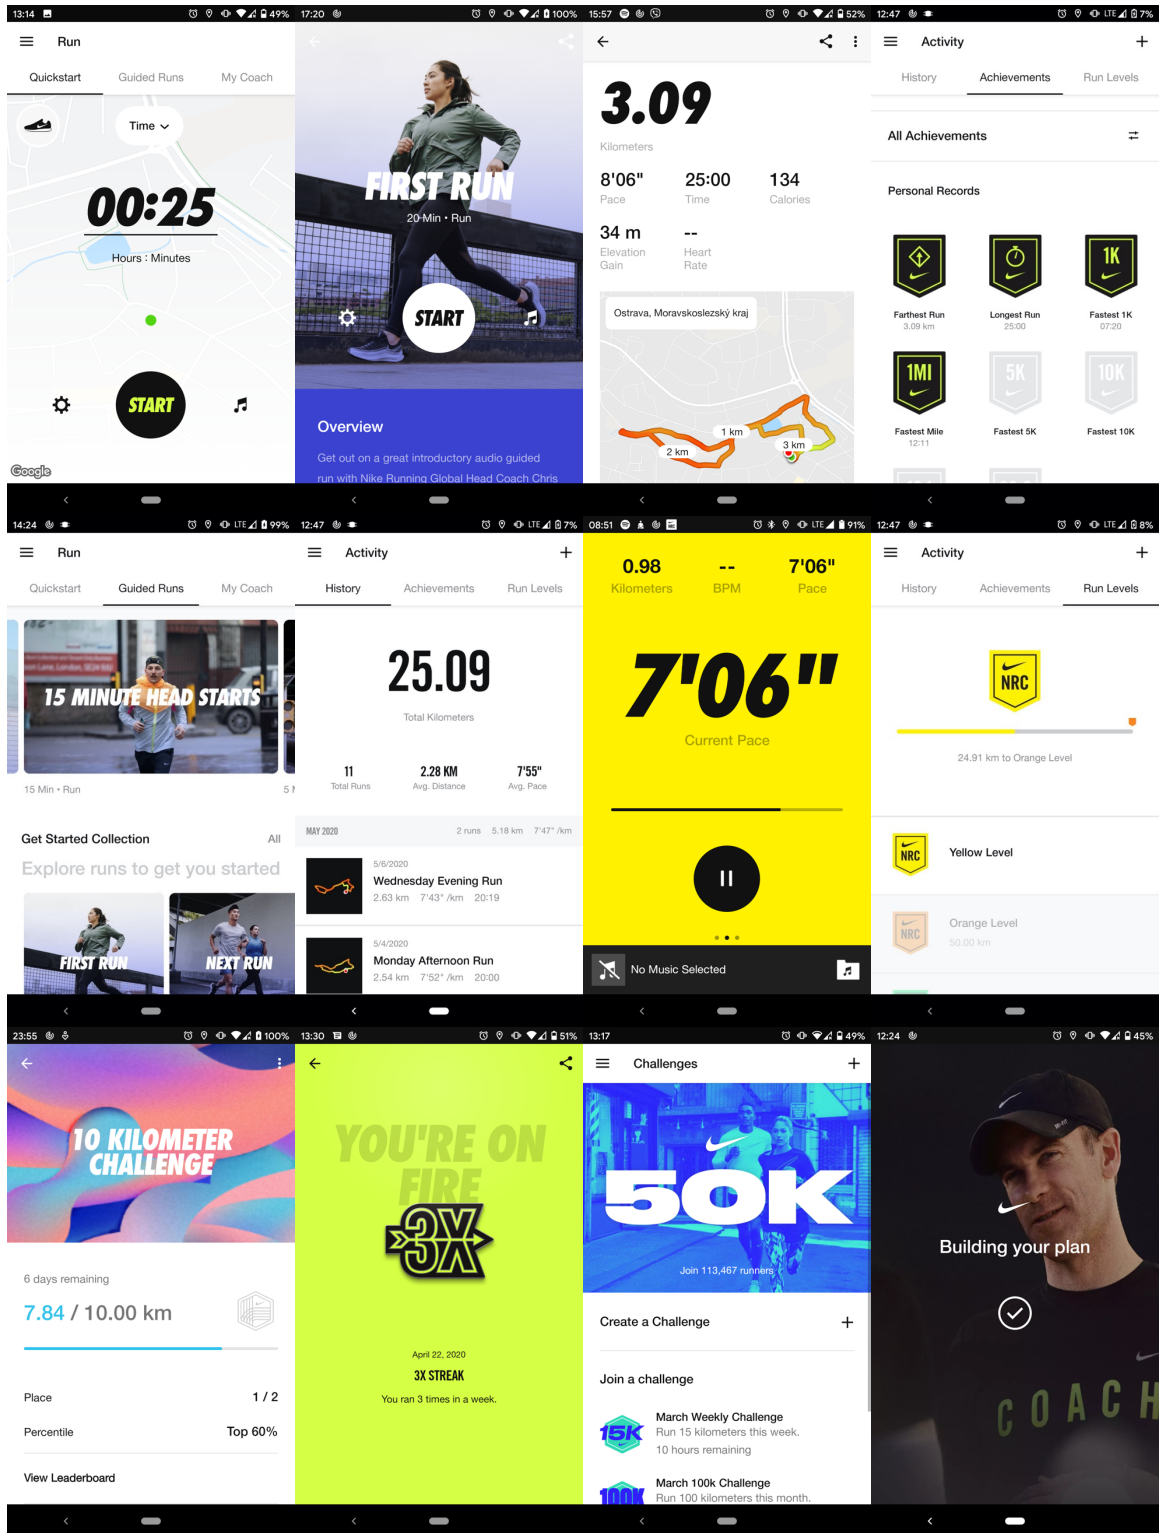 13:14
49%
Run
Quickstart
Guided Runs
My Coach
Time
00:25
Hours : Minutes
START
Google
17:20
100%
FIRST RUN
20 Min • Run
START
Overview
Get out on a great introductory audio guided
run with Nike Running Global Head Coach Chris
15:57
52%
3.09
Kilometers
8'06"
25:00
134
Pace
Time
Calories
34 m
--
Elevation
Gain
Heart
Rate
Ostrava, Moravskoslezský kraj
1 km
2 km
3 km
12:47
LTE
7%
Activity
History
Achievements
Run Levels
All Achievements
Personal Records
1K
Farthest Run
3.09 km
Longest Run
25:00
Fastest 1K
07:20
1MI
5K
10K
Fastest Mile
12:11
Fastest 5K
Fastest 10K
14:24
LTE
99%
Run
Quickstart
Guided Runs
My Coach
15 MINUTE HEAD STARTS
15 Min • Run
5 M
Get Started Collection
All
Explore runs to get you started
FIRST RUN
NEXT RUN
12:47
LTE
7%
Activity
History
Achievements
Run Levels
25.09
Total Kilometers
11
2.28 KM
7'55"
Total Runs
Avg. Distance
Avg. Pace
MAY 2020
2 runs
5.18 km
7'47" /km
5/6/2020
Wednesday Evening Run
2.63 km
7'43" /km
20:19
5/4/2020
Monday Afternoon Run
2.54 km
7'52" /km
20:00
08:51
LTE
91%
0.98
--
7'06"
Kilometers
BPM
Pace
7'06"
Current Pace
No Music Selected
12:47
LTE
8%
Activity
History
Achievements
Run Levels
NRC
24.91 km to Orange Level
NRC
Yellow Level
NRC
Orange Level
50.00 km
23:55
100%
10 KILOMETER
CHALLENGE
6 days remaining
7.84 / 10.00 km
Place
1 / 2
Percentile
Top 60%
View Leaderboard
13:30
51%
YOU'RE ON
FIRE
3X
April 22, 2020
3X STREAK
You ran 3 times in a week.
13:17
49%
Challenges
50K
Join 113,467 runners
Create a Challenge
Join a challenge
15K
March Weekly Challenge
Run 15 kilometers this week.
10 hours remaining
100K
March 100k Challenge
Run 100 kilometers this month.
12:24
45%
Building your plan
COACH